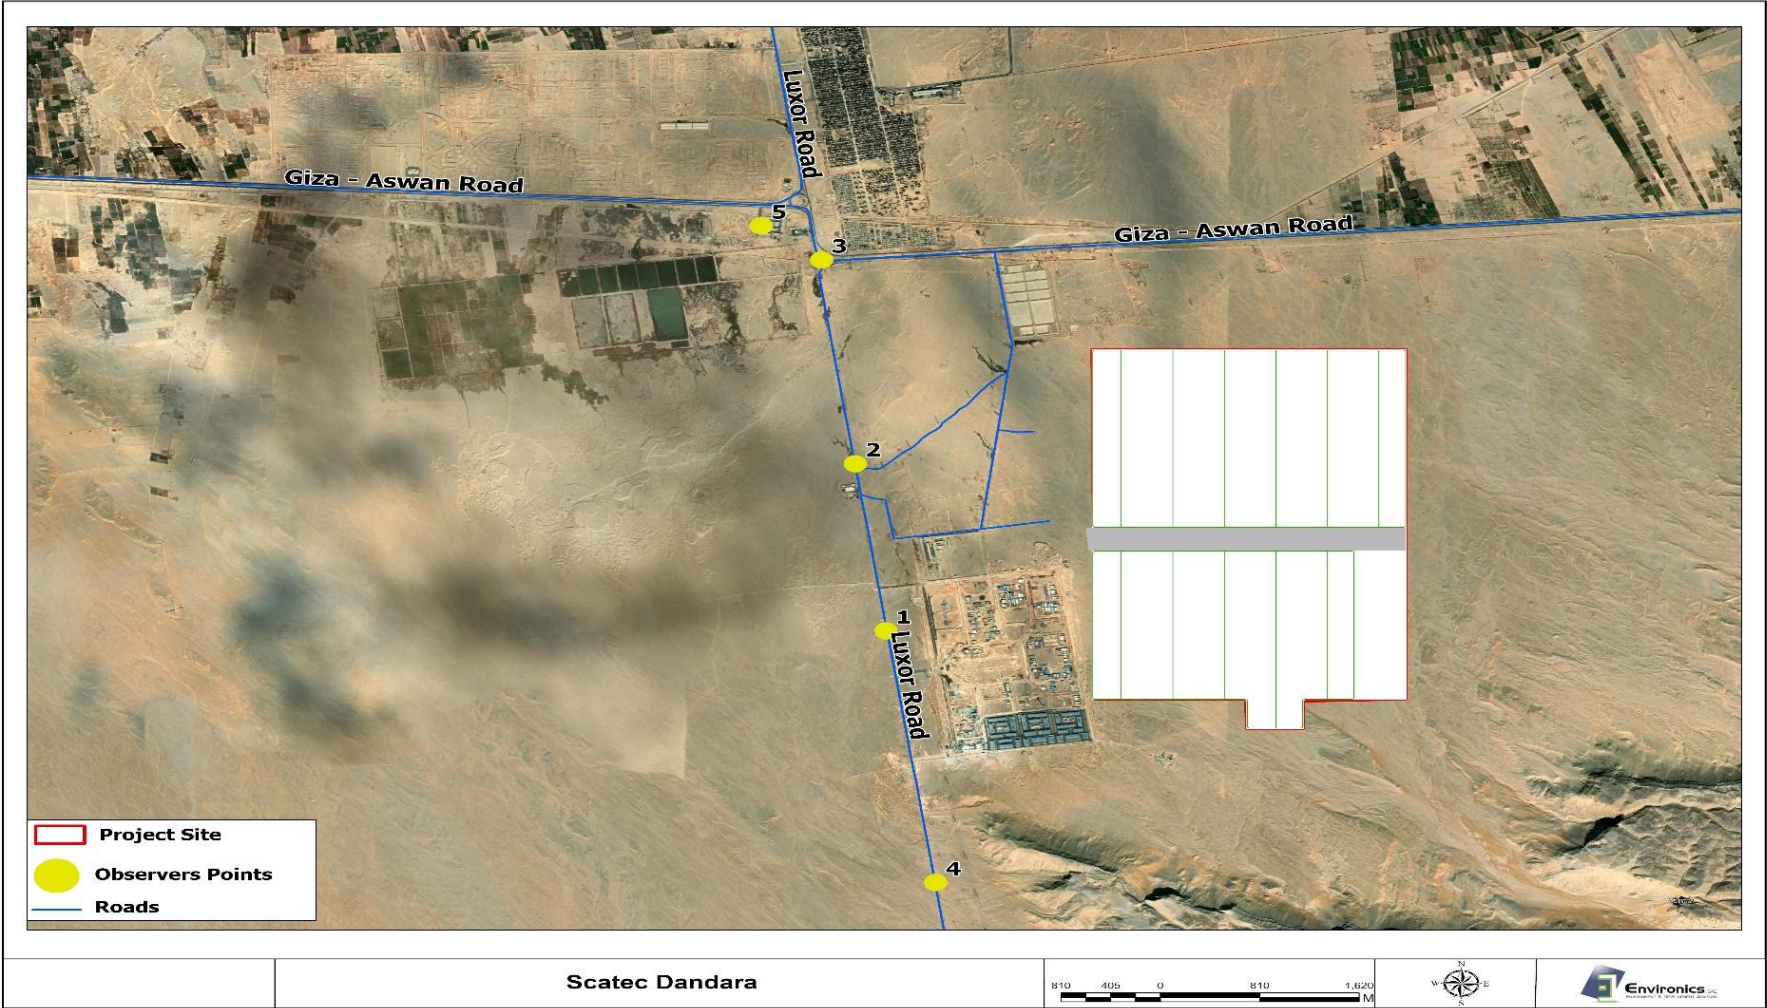 Luxor Road
Giza - Aswan Road
5
3
Giza - Aswan Road
2
1
Luxor Road
4
Project Site
Observers Points
Roads
Scatec Dandara
810 405 0 810 1,620
M
N
W E
S
Environics